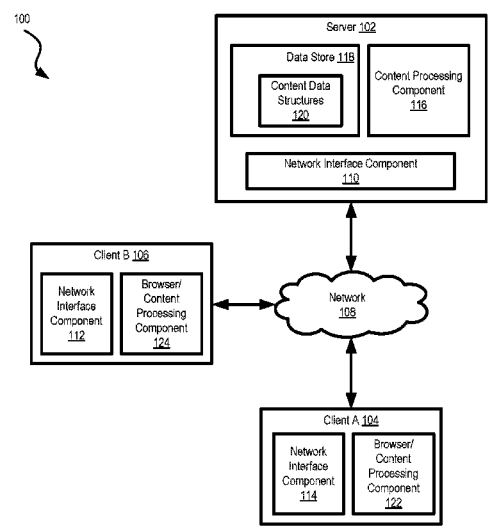 100
Server 102
Data Store 118
Content Data
Structures
120
Content Processing
Component
116
Network Interface Component
110
Client B 106
Network
Interface
Component
112
Browser/
Content
Processing
Component
124
Network
108
Client A 104
Network
Interface
Component
114
Browser/
Content
Processing
Component
122